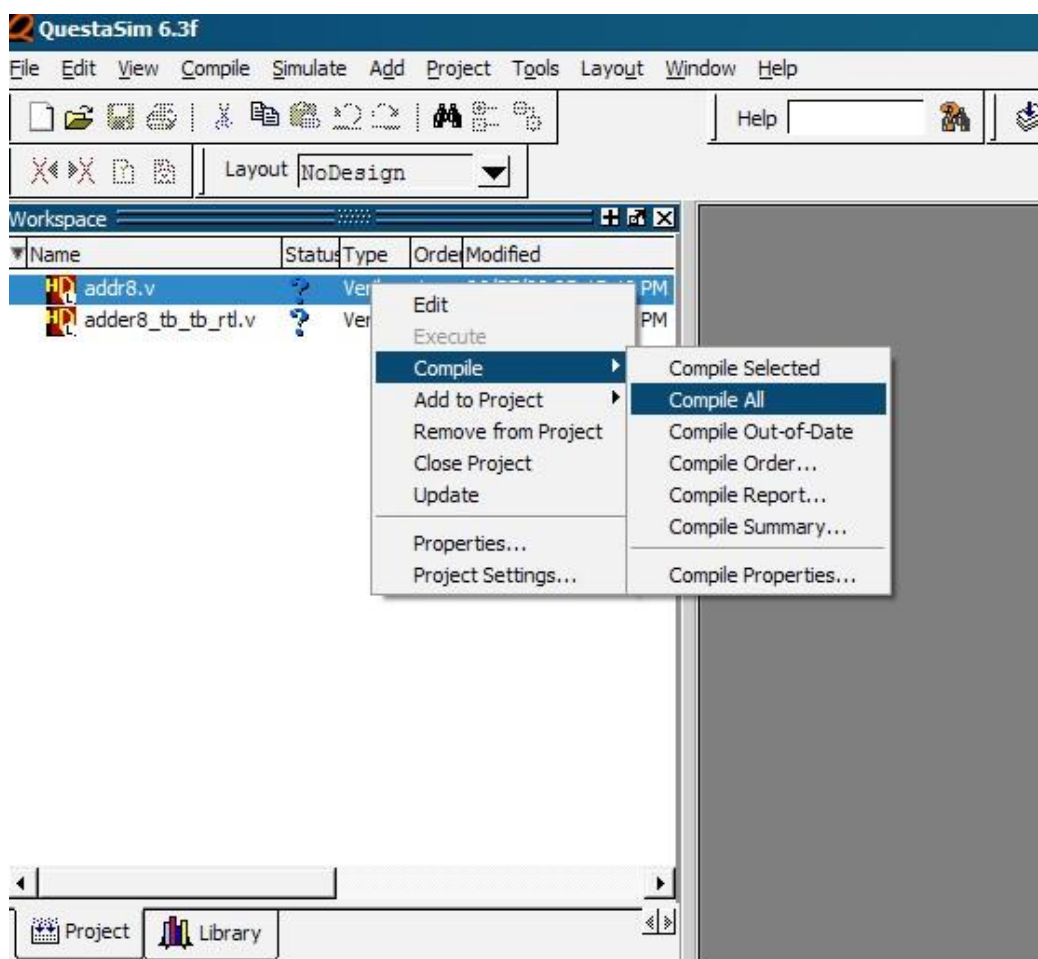 QuestaSim 6.3f
File Edit View Compile Simulate Add Project Tools Layout Window Help
Help
Layout NoDesign
Workspace
Name Status Type Order Modified
addr8.v PM
adder8_tb_tb_rtl.v Ver PM
Edit
Execute
Compile
Add to Project
Remove from Project
Close Project
Update
Properties...
Project Settings...
Compile Selected
Compile All
Compile Out-of-Date
Compile Order...
Compile Report...
Compile Summary...
Compile Properties...
Project Library